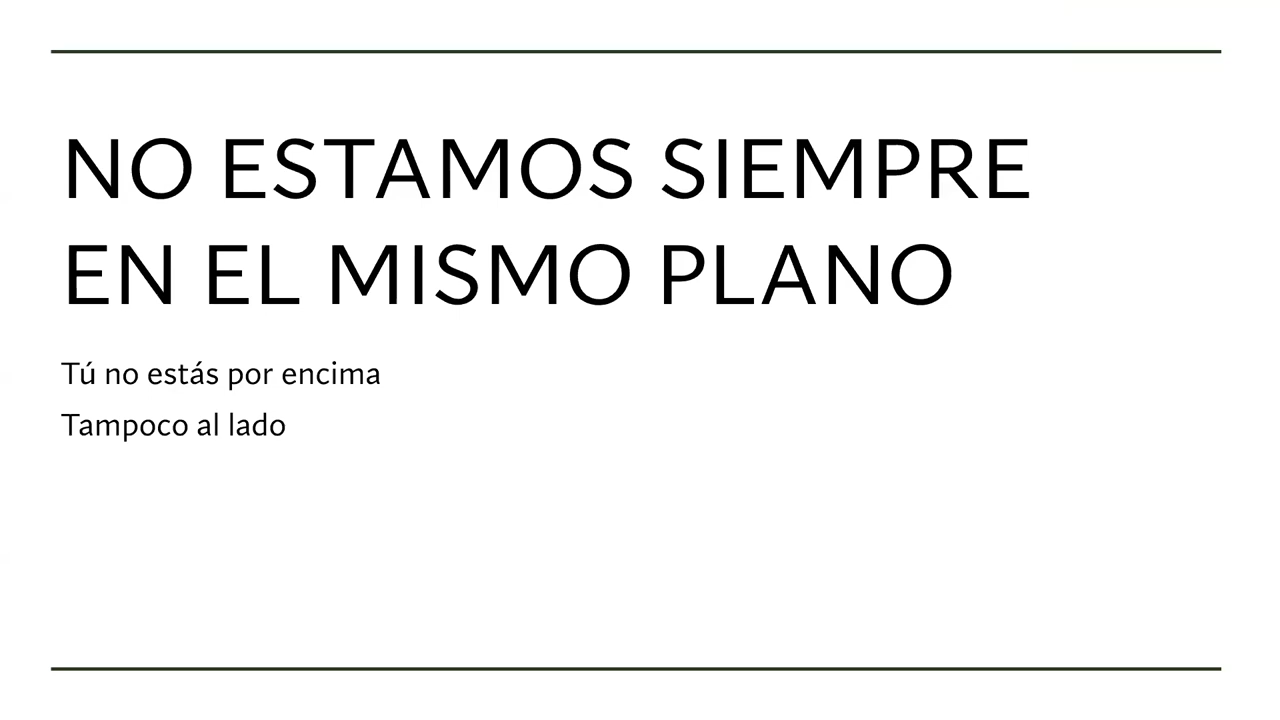 NO ESTAMOS SIEMPRE
EN EL MISMO PLANO
Tú no estás por encima
Tampoco al lado